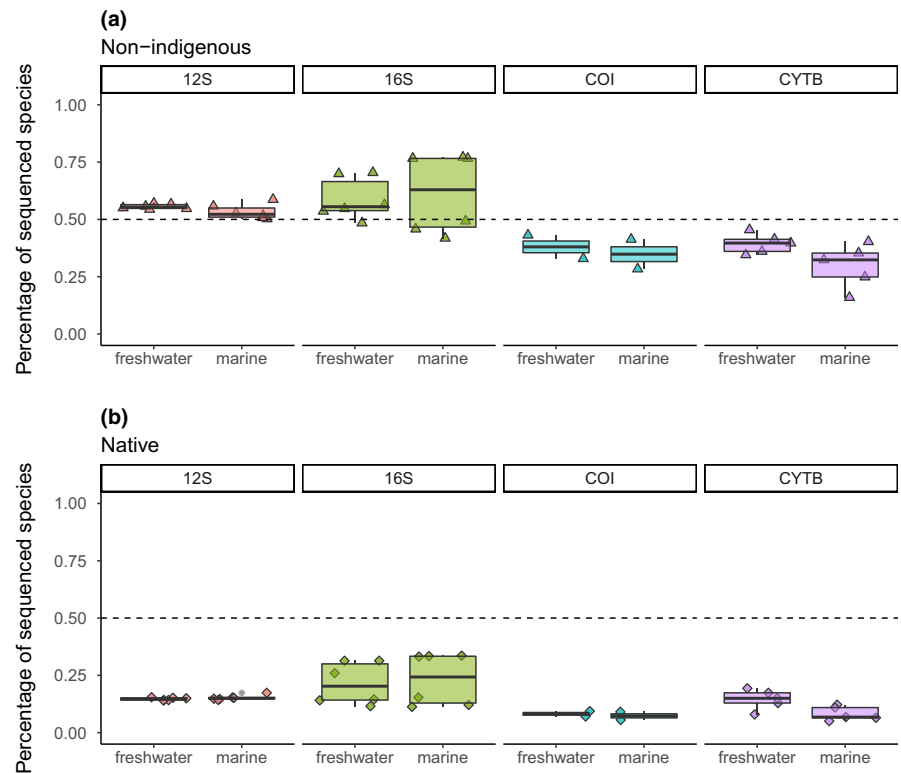 (a)
Non−indigenous
12S 16S COI CYTB
Percentage of sequenced species
1.00
0.75
0.50
0.25
0.00
freshwater marine freshwater marine freshwater marine freshwater marine
(b)
Native
12S 16S COI CYTB
Percentage of sequenced species
1.00
0.75
0.50
0.25
0.00
freshwater marine freshwater marine freshwater marine freshwater marine